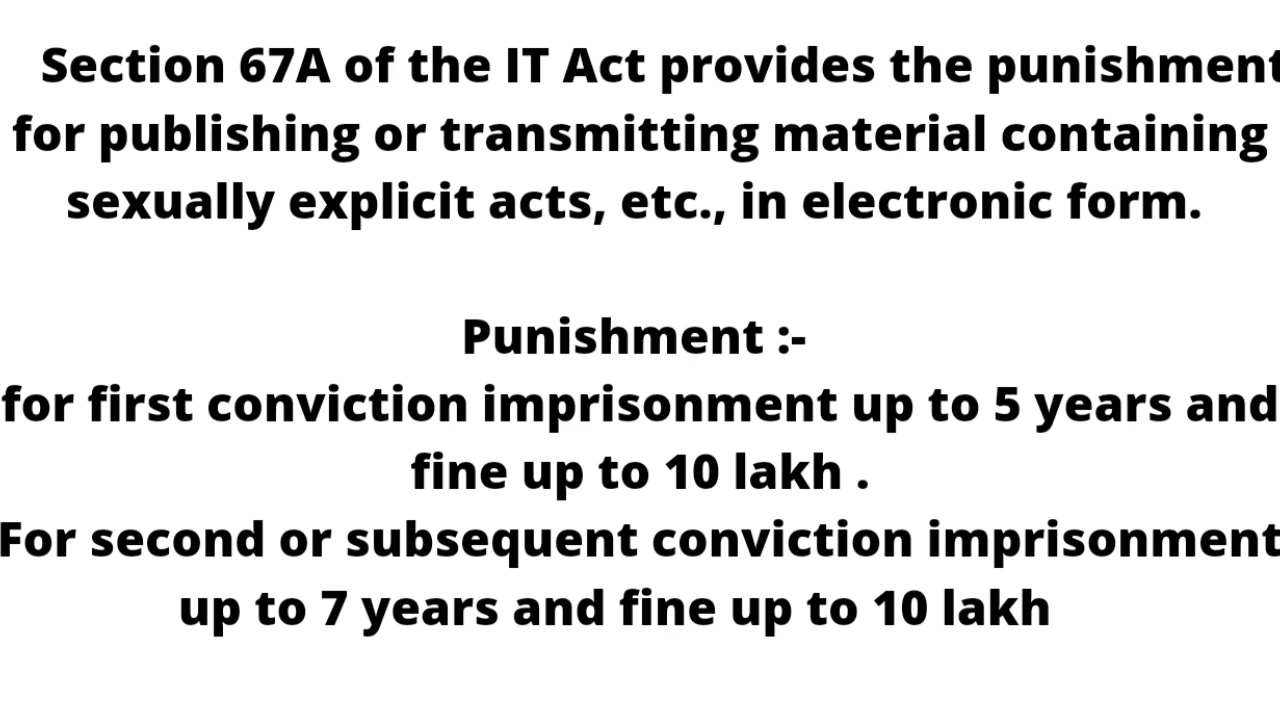 Section 67A of the IT Act provides the punishment
for publishing or transmitting material containing
sexually explicit acts, etc., in electronic form.
Punishment :-
for first conviction imprisonment up to 5 years and
fine up to 10 lakh .
For second or subsequent conviction imprisonment
up to 7 years and fine up to 10 lakh